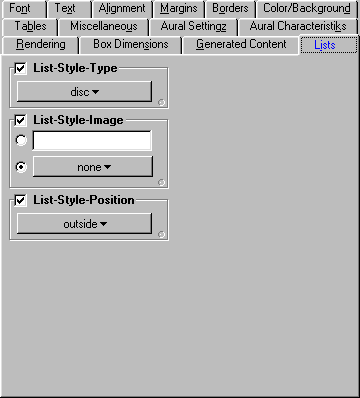 Font Text Alignment Margins Borders Color/Background
Tables Miscellaneous Aural Settingz Aural Characteristiks
Rendering Box Dimensions Generated Content Lists
List-Style-Type
disc
List-Style-Image
none
List-Style-Position
outside